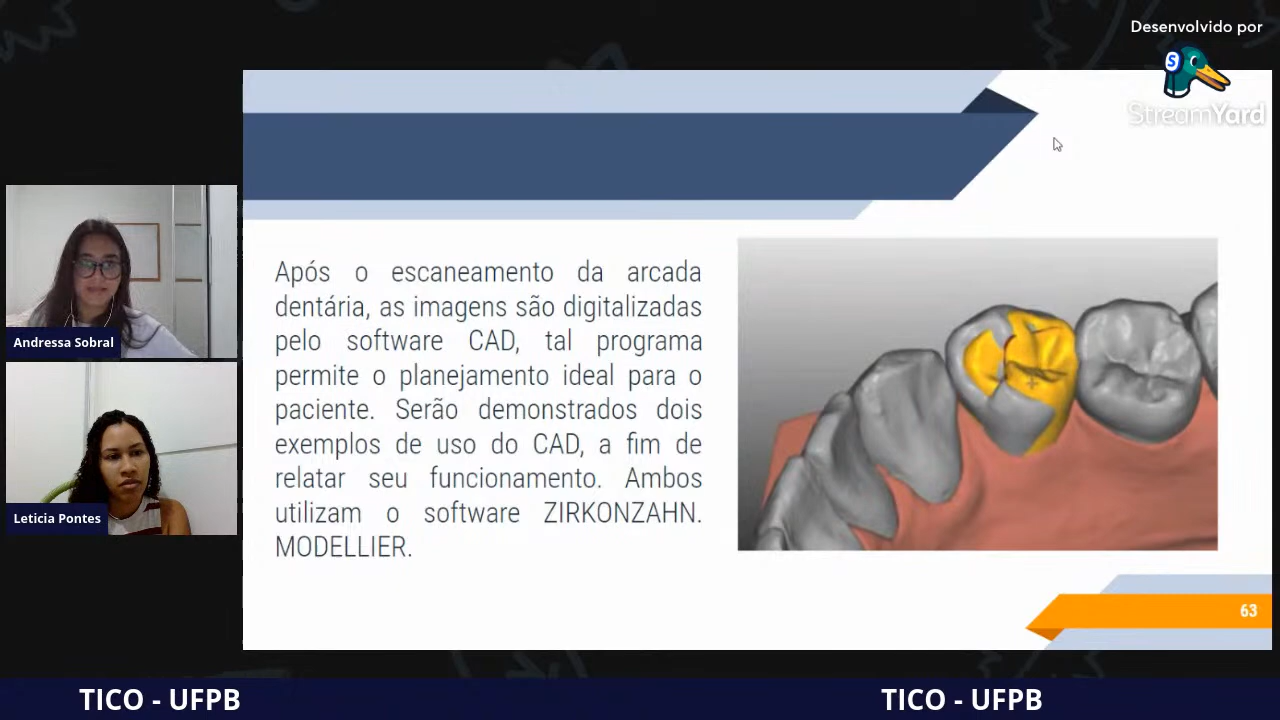 Desenvolvido por
S
StreamYard
Após o escaneamento da arcada
dentária, as imagens são digitalizadas
pelo software CAD, tal programa
permite o planejamento ideal para o
paciente. Serão demonstrados dois
exemplos de uso do CAD, a fim de
relatar seu funcionamento. Ambos
utilizam o software ZIRKONZAHN.
MODELLIER.
Andressa Sobral
Leticia Pontes
63
TICO - UFPB
TICO - UFPB